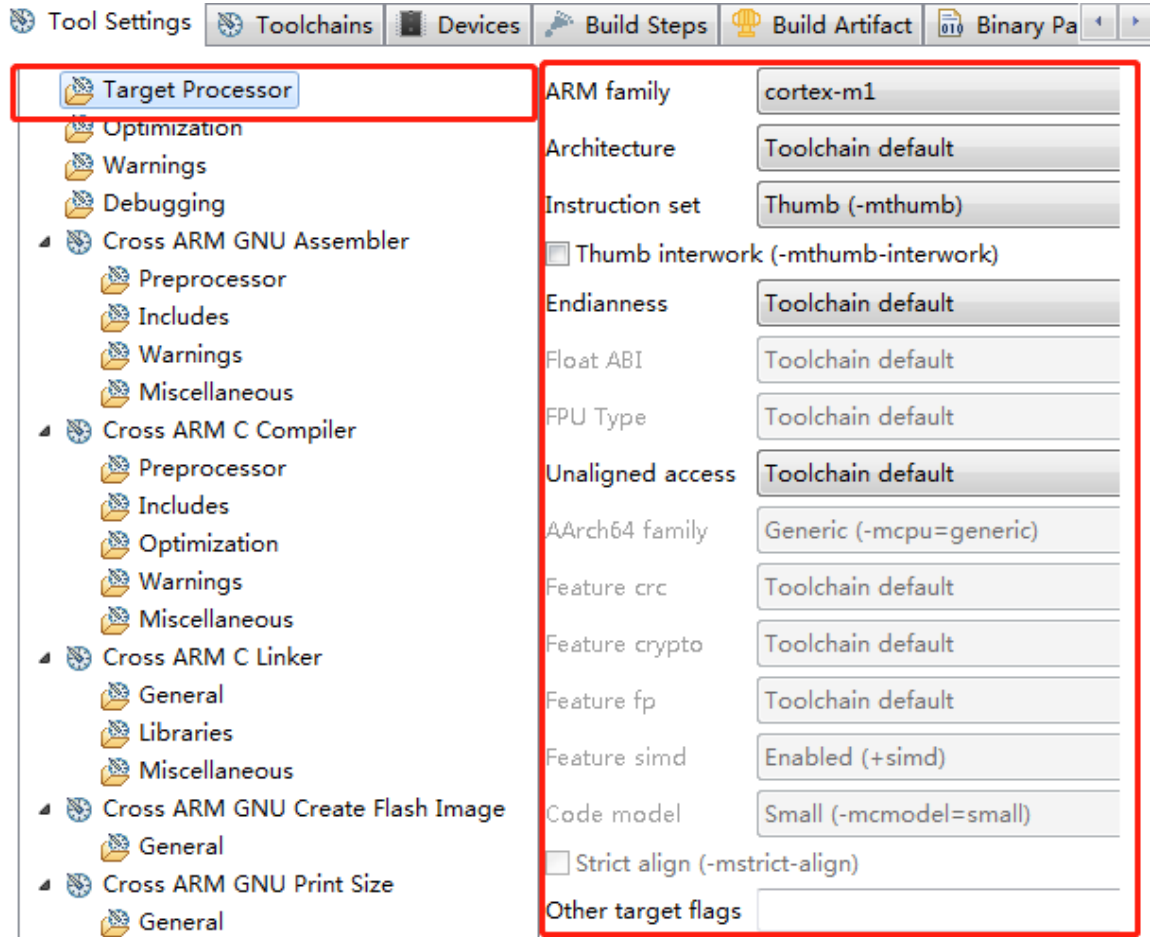 Tool Settings Toolchains Devices Build Steps Build Artifact Binary Pa
Target Processor
Optimization
Warnings
Debugging
Cross ARM GNU Assembler
Preprocessor
Includes
Warnings
Miscellaneous
Cross ARM C Compiler
Preprocessor
Includes
Optimization
Warnings
Miscellaneous
Cross ARM C Linker
General
Libraries
Miscellaneous
Cross ARM GNU Create Flash Image
General
Cross ARM GNU Print Size
General
ARM family cortex-m1
Architecture Toolchain default
Instruction set Thumb (-mthumb)
Thumb interwork (-mthumb-interwork)
Endianness Toolchain default
Float ABI Toolchain default
FPU Type Toolchain default
Unaligned access Toolchain default
AArch64 family Generic (-mcpu=generic)
Feature crc Toolchain default
Feature crypto Toolchain default
Feature fp Toolchain default
Feature simd Enabled (+simd)
Code model Small (-mcmodel=small)
Strict align (-mstrict-align)
Other target flags